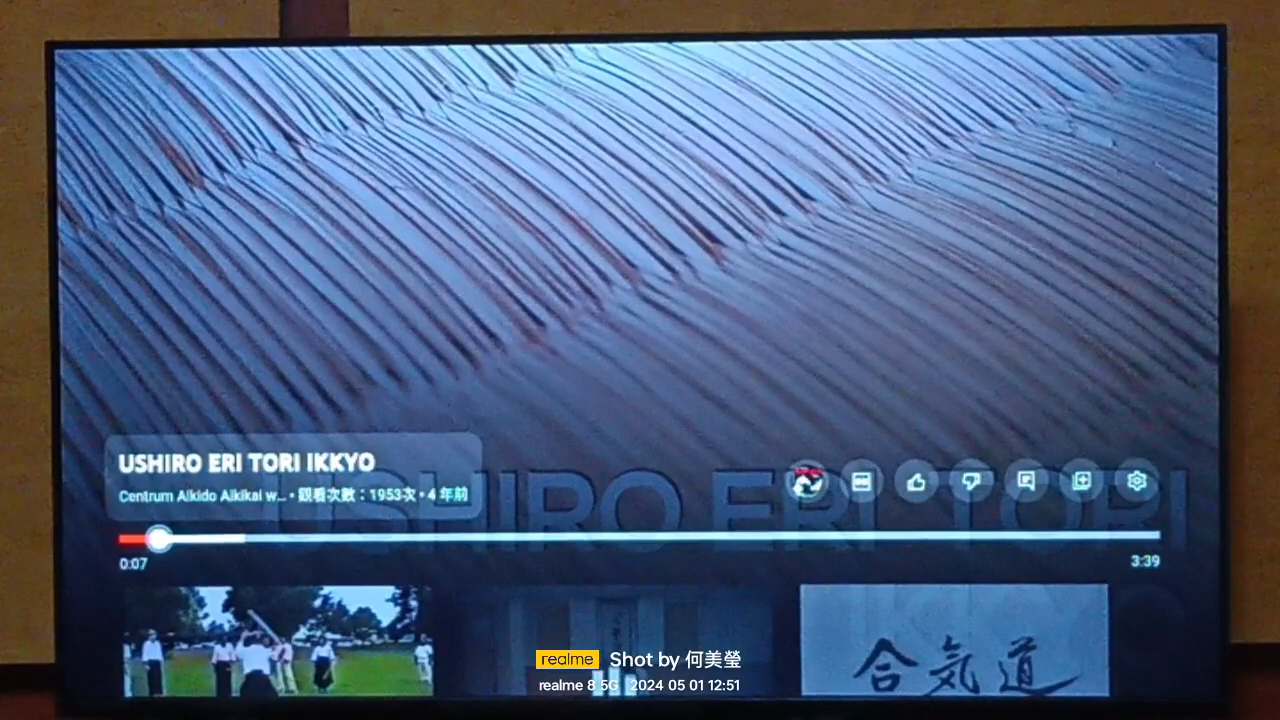 USHIRO ERI TORI IKKYO
Centrum Aikido Aikikai w... • 觀看次數：1953次 • 4 年前
USHIRO ERI TORI
0:07
3:39
合気道
realme Shot by 何美瑩
realme 8 5G 2024 05 01 12:51